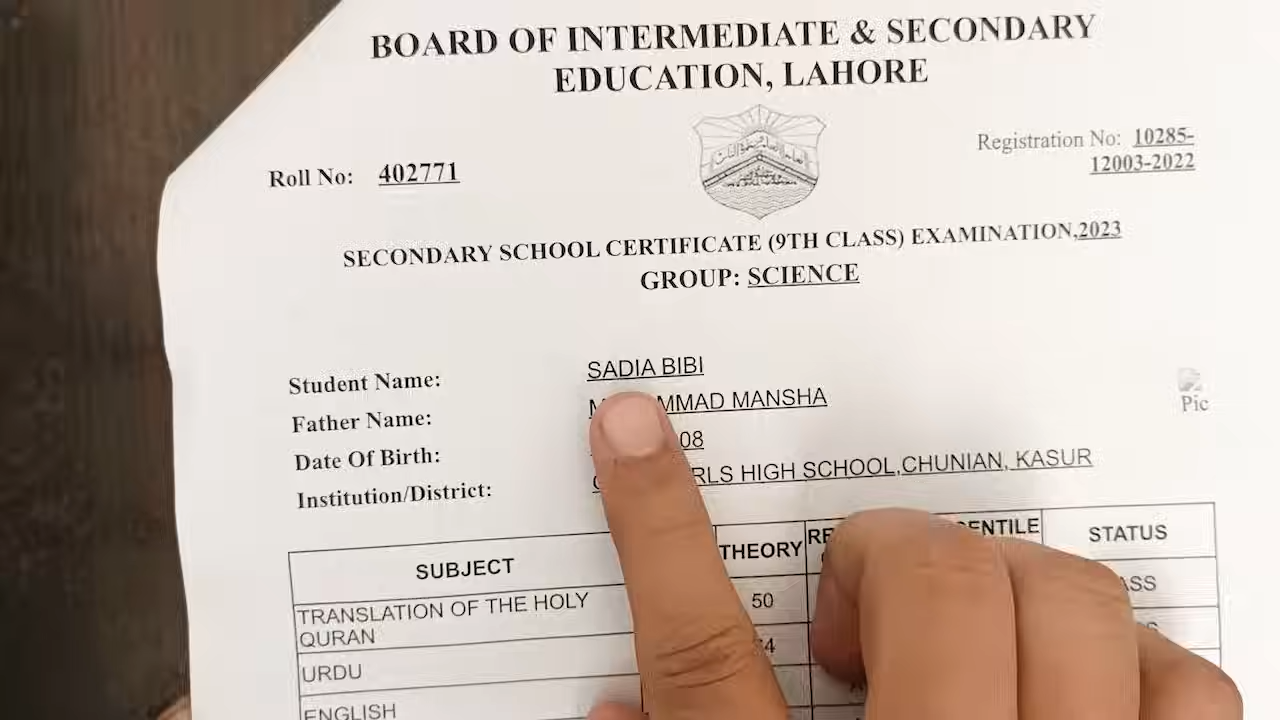 BOARD OF INTERMEDIATE & SECONDARY
EDUCATION, LAHORE
Roll No: 402771
Registration No: 10285-
12003-2022
SECONDARY SCHOOL CERTIFICATE (9TH CLASS) EXAMINATION,2023
GROUP: SCIENCE
Student Name: SADIA BIBI
Father Name: MANSHA
Date Of Birth: 08
Institution/District: HIGH SCHOOL,CHUNIAN, KASUR
Pic
SUBJECT THEORY STATUS
TRANSLATION OF THE HOLY
QURAN 50
URDU
ENGLISH